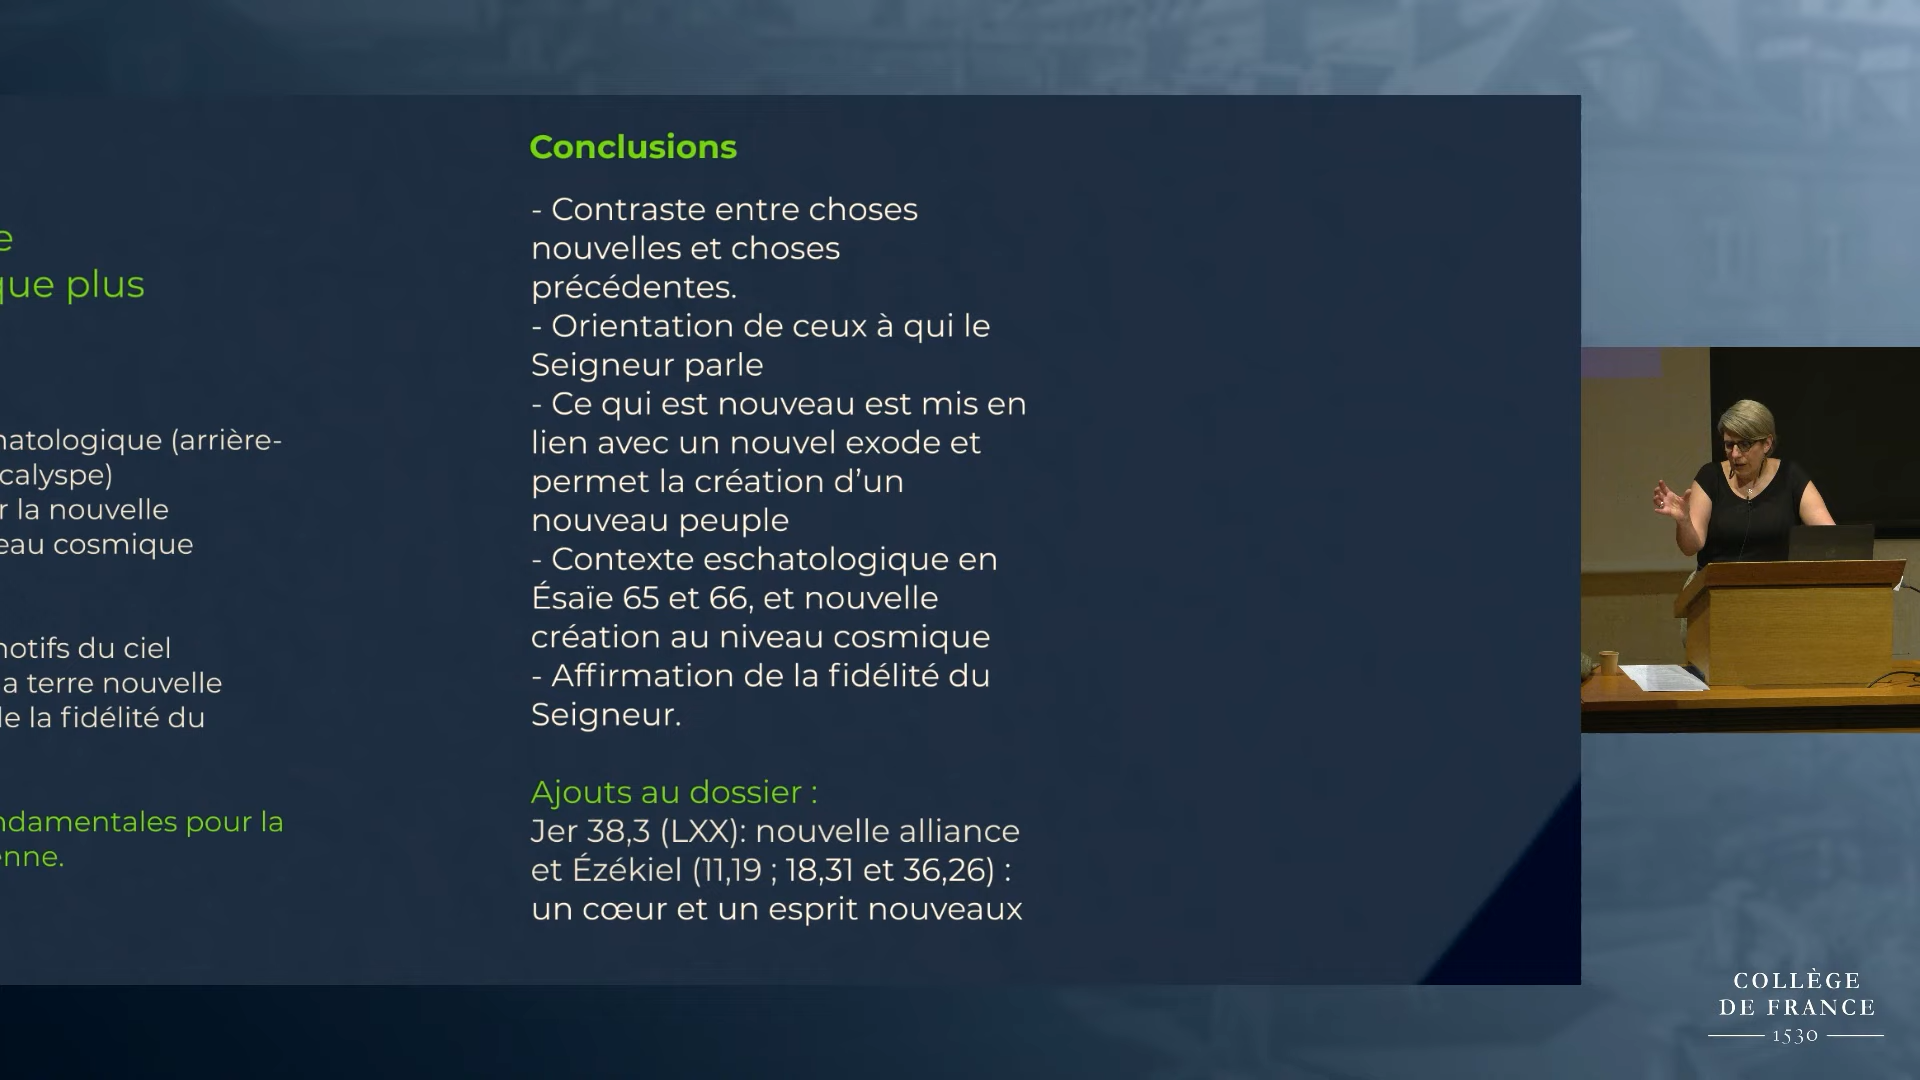 e
que plus
natologique (arrière-
calyspe)
r la nouvelle
eau cosmique
notifs du ciel
a terre nouvelle
de la fidélité du
ndamentales pour la
enne.
Conclusions
- Contraste entre choses
nouvelles et choses
précédentes.
- Orientation de ceux à qui le
Seigneur parle
- Ce qui est nouveau est mis en
lien avec un nouvel exode et
permet la création d’un
nouveau peuple
- Contexte eschatologique en
Ésaïe 65 et 66, et nouvelle
création au niveau cosmique
- Affirmation de la fidélité du
Seigneur.
Ajouts au dossier :
Jer 38,3 (LXX): nouvelle alliance
et Ézékiel (11,19 ; 18,31 et 36,26) :
un cœur et un esprit nouveaux
COLLÈGE
DE FRANCE
1530